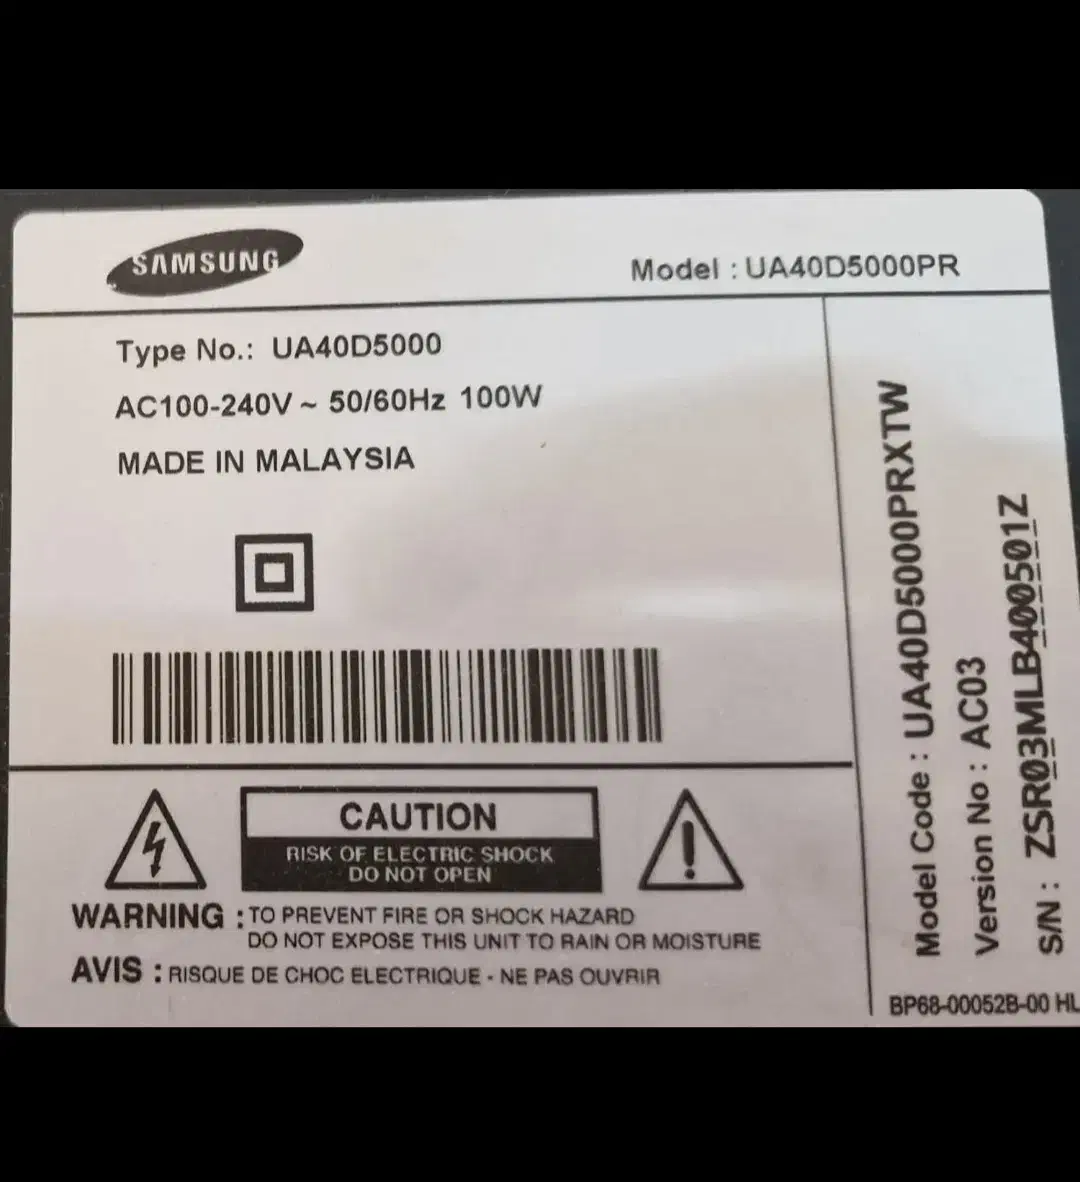 SAMSUNG
Model : UA40D5000PR
Type No.: UA40D5000
AC100-240V ~ 50/60Hz 100W
MADE IN MALAYSIA
CAUTION
RISK OF ELECTRIC SHOCK
DO NOT OPEN
WARNING : TO PREVENT FIRE OR SHOCK HAZARD
DO NOT EXPOSE THIS UNIT TO RAIN OR MOISTURE
AVIS : RISQUE DE CHOC ELECTRIQUE - NE PAS OUVRIR
Model Code : UA40D5000PRXTW
Version No : AC03
S/N : ZSR03MLB400501Z
BP68-00052B-00 HL